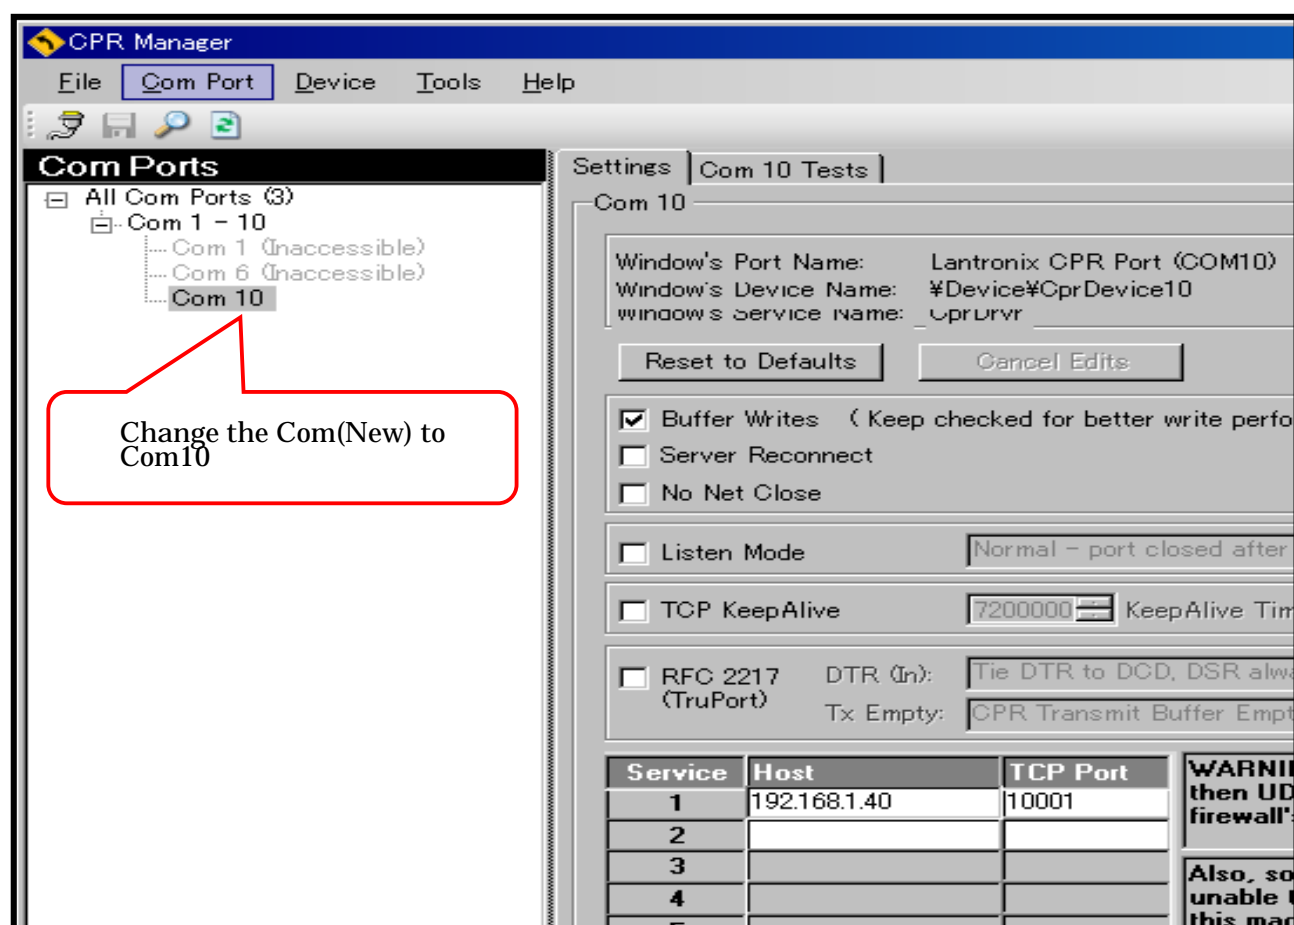 CPR Manager
File Com Port Device Tools Help
Com Ports
All Com Ports (3)
Com 1 - 10
Com 1 (Inaccessible)
Com 6 (Inaccessible)
Com 10
Change the Com(New) to
Com10
Settings Com 10 Tests
Com 10
Window's Port Name: Lantronix CPR Port (COM10)
Window's Device Name: ¥Device¥CprDevice10
Window's Service Name: CprDrvr
Reset to Defaults Cancel Edits
Buffer Writes ( Keep checked for better write perfo
Server Reconnect
No Net Close
Listen Mode Normal - port closed after
TCP KeepAlive 7200000 KeepAlive Tim
RFC 2217 DTR (In): Tie DTR to DCD, DSR alwa
(TruPort) Tx Empty: CPR Transmit Buffer Empt
Service Host TCP Port
1 192.168.1.40 10001
2
3
4
WARNI
then UD
firewall'
Also, so
unable
this mac